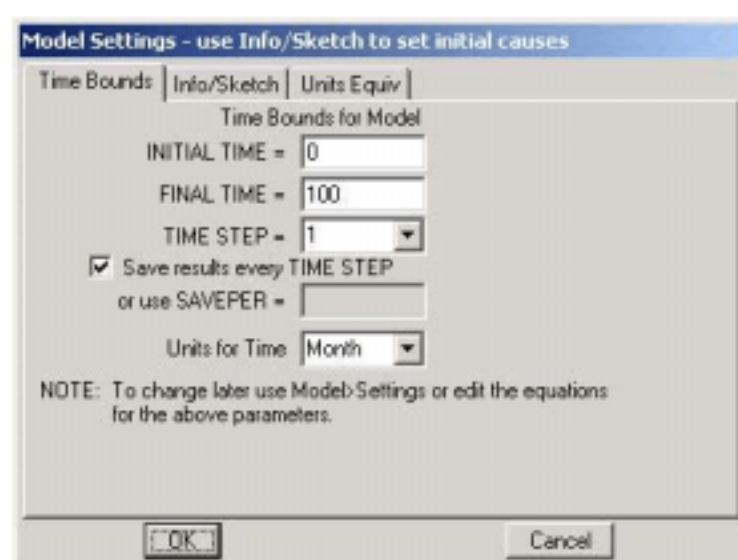 Model Settings - use Info/Sketch to set initial causes
Time Bounds Info/Sketch Units Equiv
Time Bounds for Model
INITIAL TIME = 0
FINAL TIME = 100
TIME STEP = 1
Save results every TIME STEP
or use SAVEPER =
Units for Time Month
NOTE: To change later use Model>Settings or edit the equations
for the above parameters.
OK Cancel